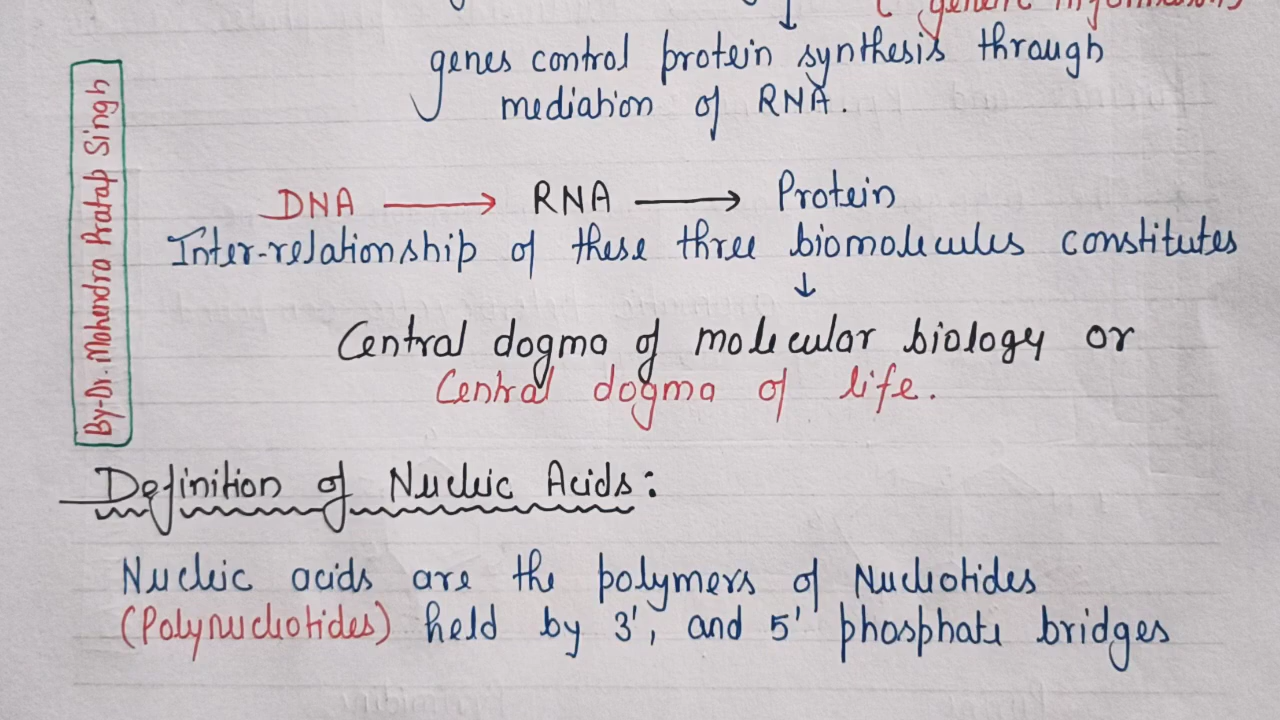 genes control protein synthesis through
mediation of RNA.
DNA → RNA → Protein
Inter-relationship of these three biomolecules constitutes
↓
Central dogma of molecular biology or
Central dogma of life.
By-Dr. Mahendra Pratap Singh
Definition of Nucleic Acids:
Nucleic acids are the polymers of Nucleotides
(Polynucleotides) held by 3', and 5' phosphate bridges